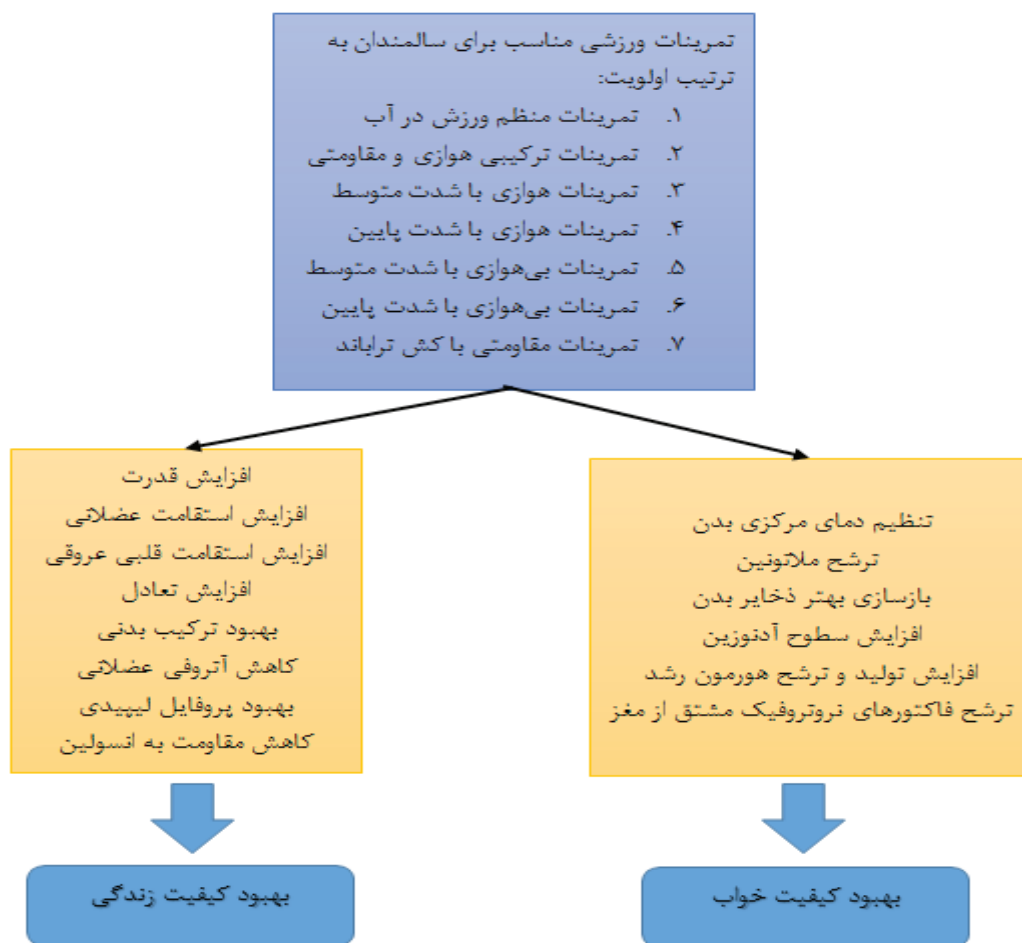 تمرینات ورزشی مناسب برای سالمندان به
ترتیب اولویت:
۱. تمرینات منظم ورزش در آب
۲. تمرینات ترکیبی هوازی و مقاومتی
۳. تمرینات هوازی با شدت متوسط
۴. تمرینات هوازی با شدت پایین
۵. تمرینات بی‌هوازی با شدت متوسط
۶. تمرینات بی‌هوازی با شدت پایین
۷. تمرینات مقاومتی با کش تراباند
تنظیم دمای مرکزی بدن
ترشح ملاتونین
بازسازی بهتر ذخایر بدن
افزایش سطوح آدنوزین
افزایش تولید و ترشح هورمون رشد
ترشح فاکتورهای نروتروفیک مشتق از مغز
بهبود کیفیت خواب
افزایش قدرت
افزایش استقامت عضلانی
افزایش استقامت قلبی عروقی
افزایش تعادل
بهبود ترکیب بدنی
کاهش آتروفی عضلانی
بهبود پروفایل لیپیدی
کاهش مقاومت به انسولین
بهبود کیفیت زندگی